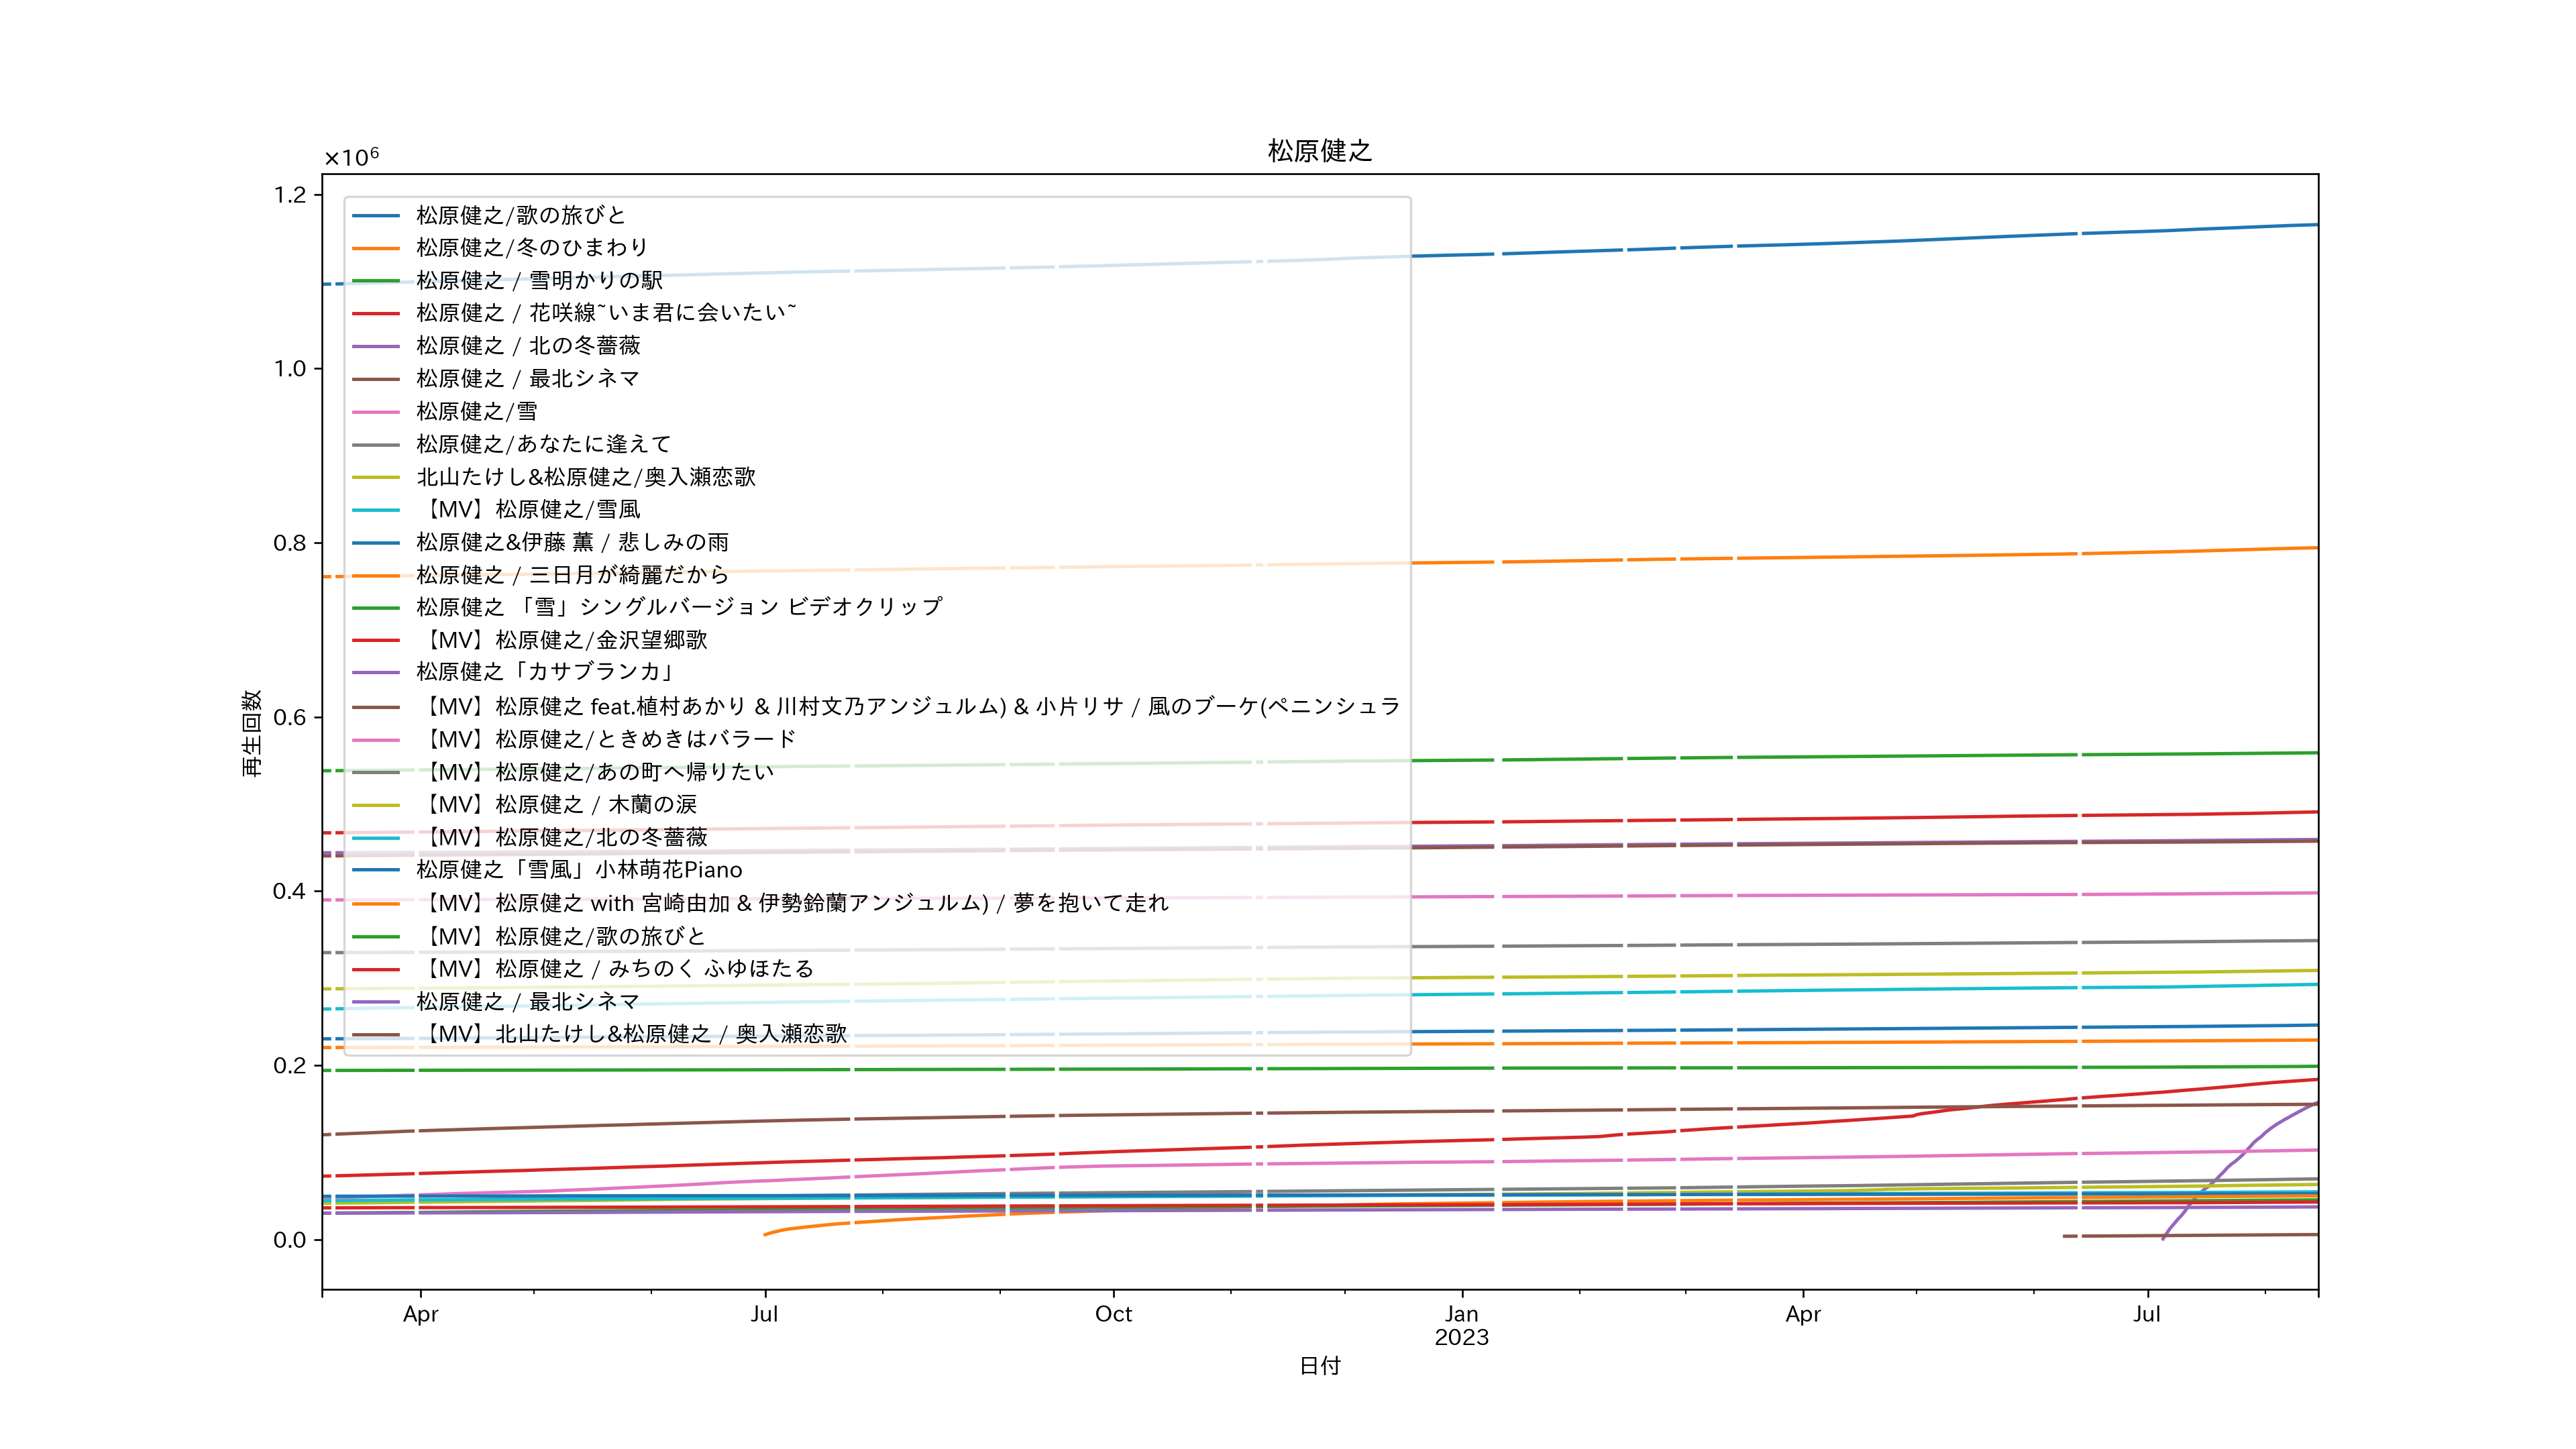 松原健之
×10⁶
1.2
1.0
0.8
0.6
0.4
0.2
0.0
再生回数
松原健之/歌の旅びと
松原健之/冬のひまわり
松原健之 / 雪明かりの駅
松原健之 / 花咲線~いま君に会いたい~
松原健之 / 北の冬薔薇
松原健之 / 最北シネマ
松原健之/雪
松原健之/あなたに逢えて
北山たけし&松原健之/奥入瀬恋歌
【MV】松原健之/雪風
松原健之&伊藤 薫 / 悲しみの雨
松原健之 / 三日月が綺麗だから
松原健之 「雪」シングルバージョン ビデオクリップ
【MV】松原健之/金沢望郷歌
松原健之「カサブランカ」
【MV】松原健之 feat.植村あかり & 川村文乃アンジュルム) & 小片リサ / 風のブーケ(ペニンシュラ
【MV】松原健之/ときめきはバラード
【MV】松原健之/あの町へ帰りたい
【MV】松原健之 / 木蘭の涙
【MV】松原健之/北の冬薔薇
松原健之「雪風」小林萌花Piano
【MV】松原健之 with 宮崎由加 & 伊勢鈴蘭アンジュルム) / 夢を抱いて走れ
【MV】松原健之/歌の旅びと
【MV】松原健之 / みちのく ふゆほたる
松原健之 / 最北シネマ
【MV】北山たけし&松原健之 / 奥入瀬恋歌
Apr Jul Oct Jan Apr Jul
2023
日付